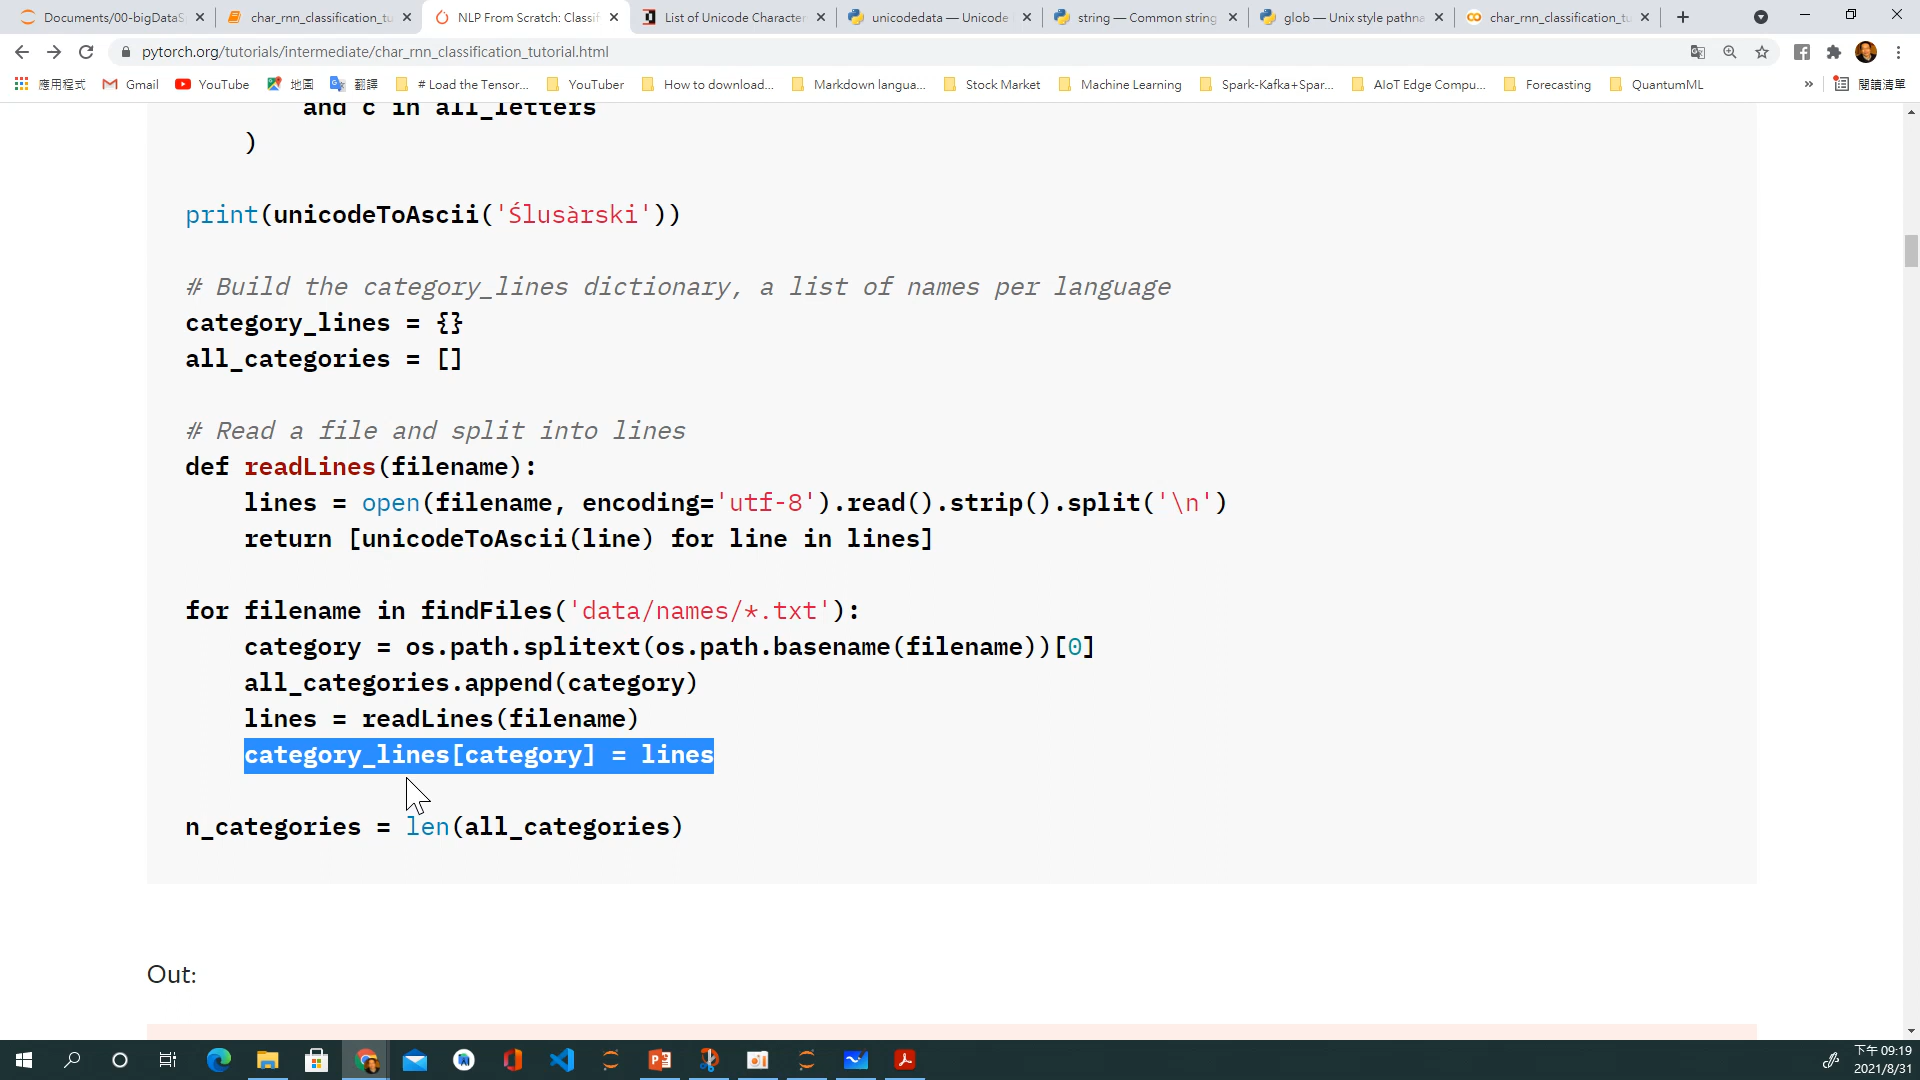 Documents/00-bigDataS
char_rnn_classification_tu
NLP From Scratch: Classif
List of Unicode Character
unicodedata — Unicode
string — Common string
glob — Unix style pathna
char_rnn_classification_tu
pytorch.org/tutorials/intermediate/char_rnn_classification_tutorial.html
應用程式
Gmail
YouTube
地圖
翻譯
# Load the Tensor...
YouTuber
How to download...
Markdown langua...
Stock Market
Machine Learning
Spark-Kafka+Spar...
AIoT Edge Compu...
Forecasting
QuantumML
»
閱讀清單
and c in all_letters
)
print(unicodeToAscii('Ślusàrski'))
# Build the category_lines dictionary, a list of names per language
category_lines = {}
all_categories = []
# Read a file and split into lines
def readLines(filename):
lines = open(filename, encoding='utf-8').read().strip().split('\n')
return [unicodeToAscii(line) for line in lines]
for filename in findFiles('data/names/*.txt'):
category = os.path.splitext(os.path.basename(filename))[0]
all_categories.append(category)
lines = readLines(filename)
category_lines[category] = lines
n_categories = len(all_categories)
Out:
下午 09:19
2021/8/31